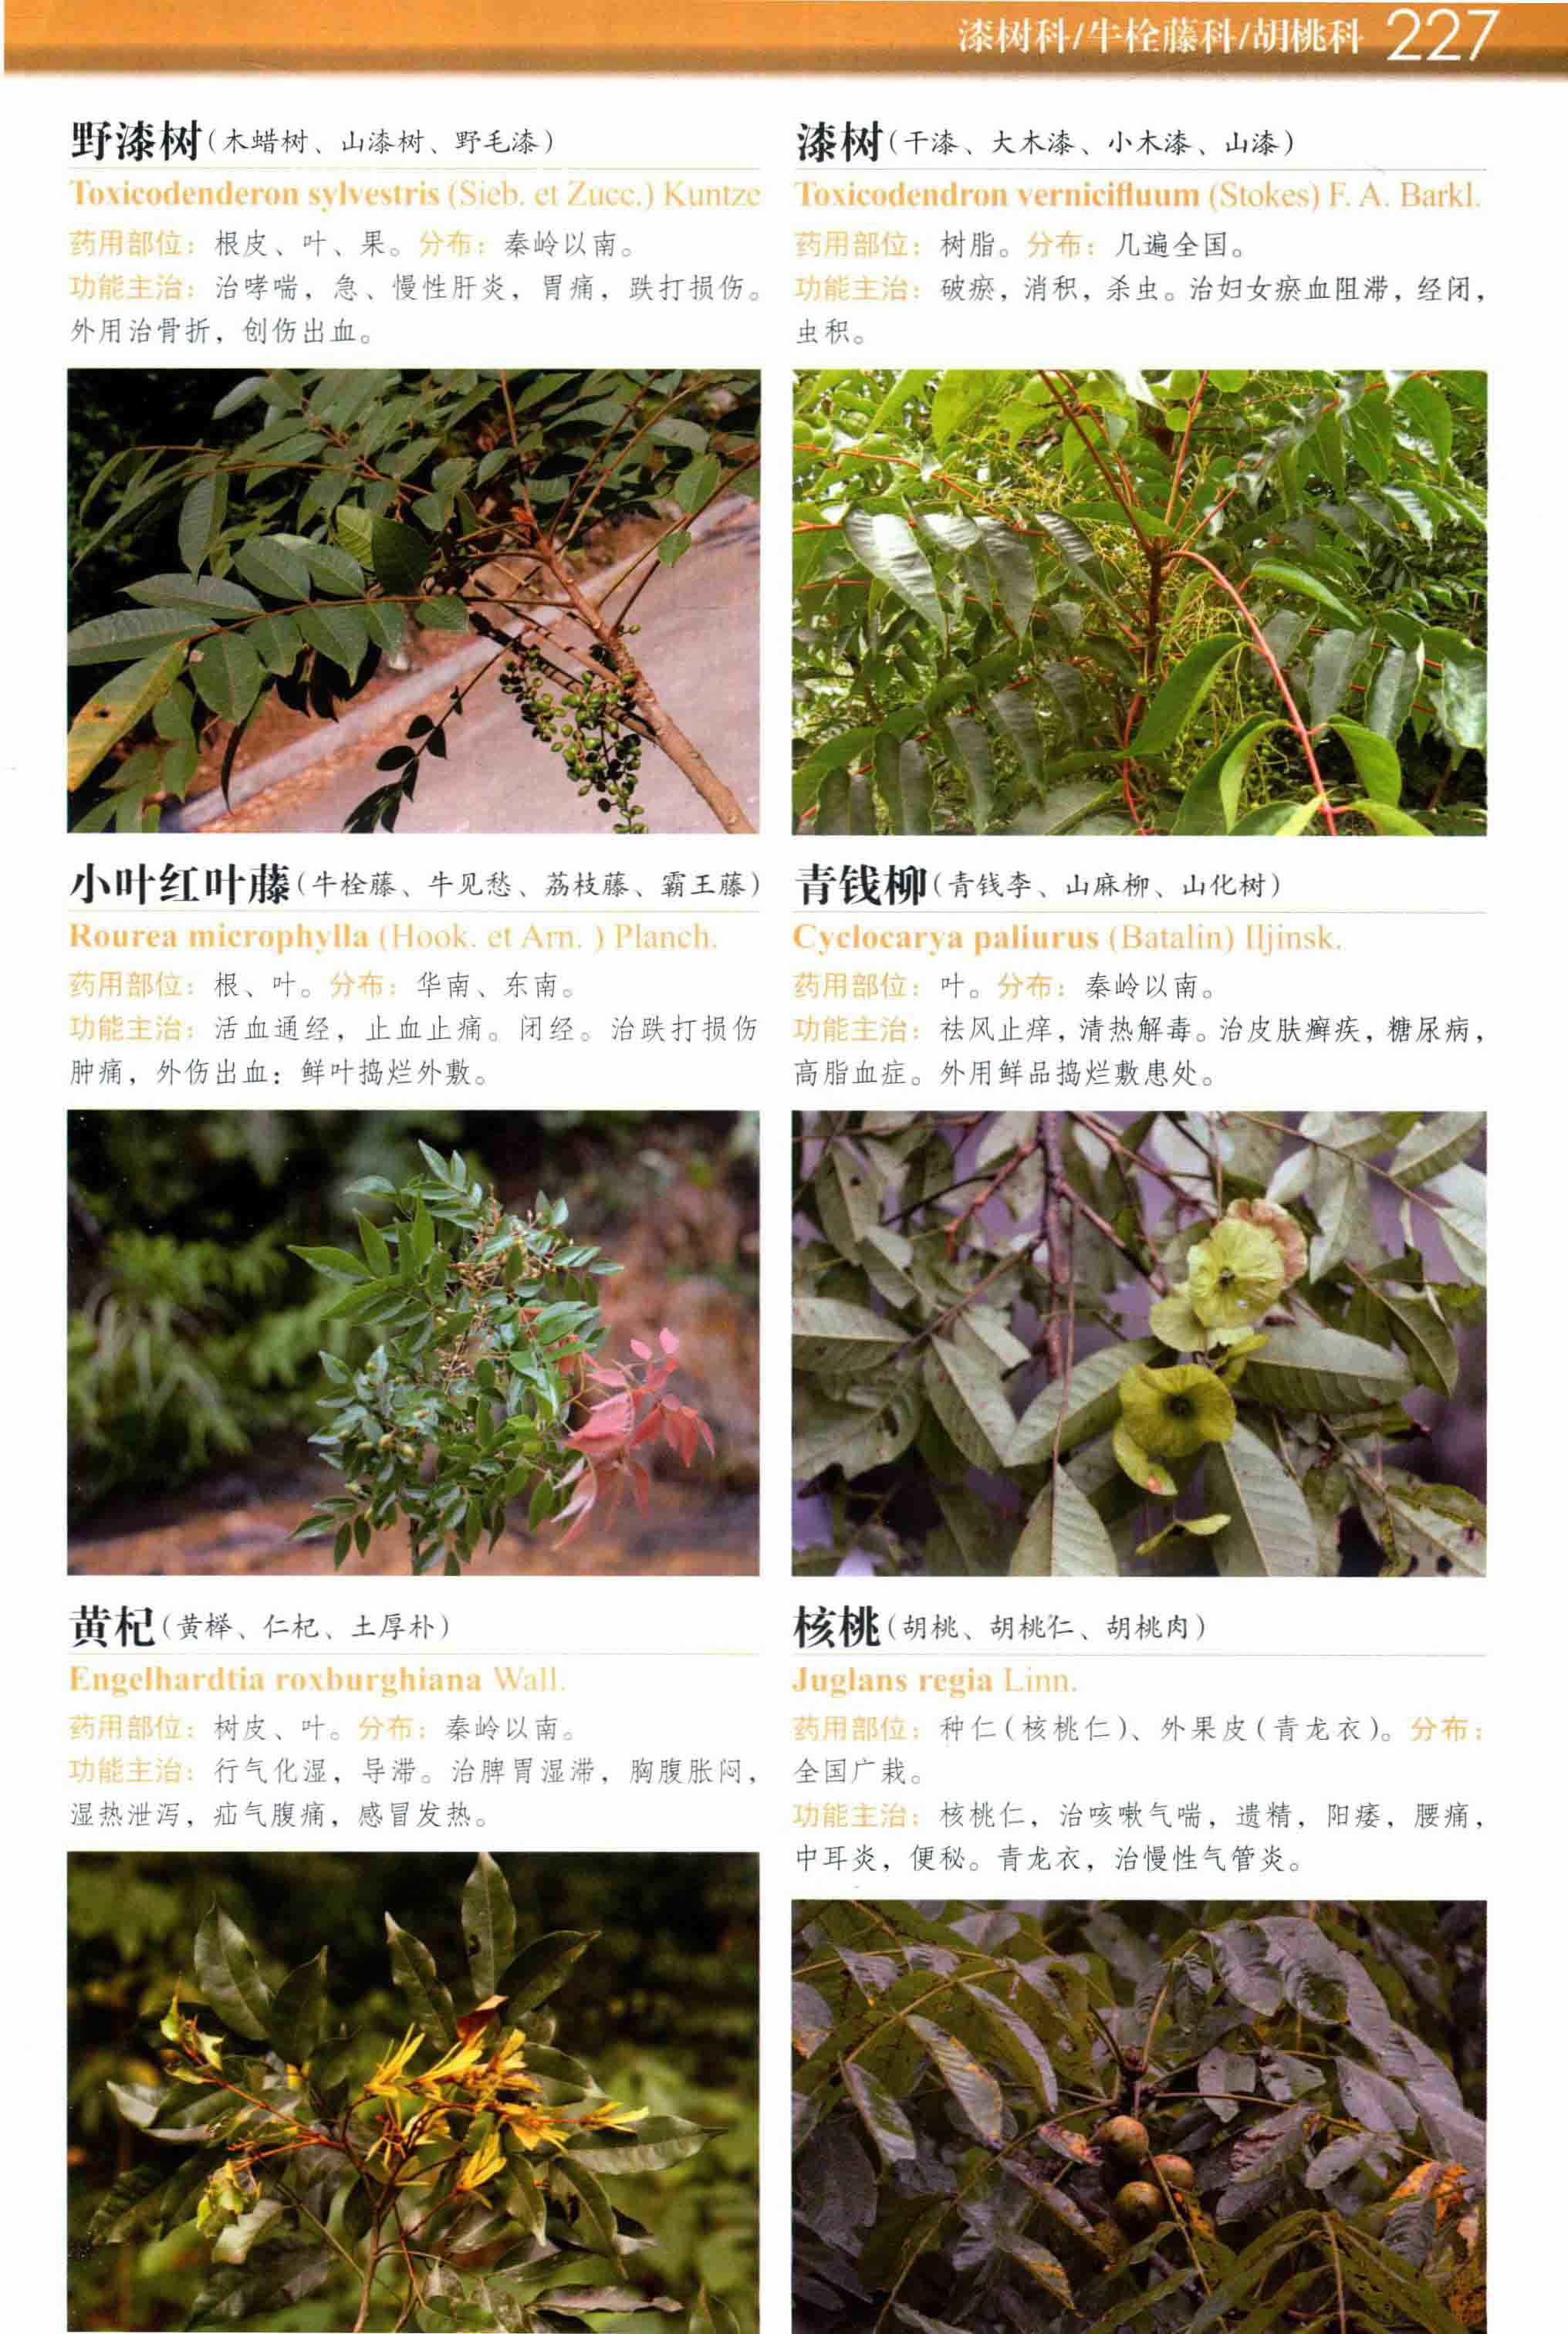 漆树科/牛栓藤科/胡桃科 227
野漆树(木蜡树、山漆树、野毛漆)
Toxicodenderon sylvestris (Sieb. et Zucc.) Kuntze
药用部位：根皮、叶、果。分布：秦岭以南。
功能主治：治哮喘，急、慢性肝炎，胃痛，跌打损伤。
外用治骨折，创伤出血。
漆树(干漆、大木漆、小木漆、山漆)
Toxicodendron vernicifluum (Stokes) F. A. Barkl.
药用部位：树脂。分布：几遍全国。
功能主治：破瘀，消积，杀虫。治妇女瘀血阻滞，经闭，
虫积。
小叶红叶藤(牛栓藤、牛见愁、荔枝藤、霸王藤)
Rourea microphylla (Hook. et Arn. ) Planch.
药用部位：根、叶。分布：华南、东南。
功能主治：活血通经，止血止痛。闭经。治跌打损伤
肿痛，外伤出血：鲜叶捣烂外敷。
青钱柳(青钱李、山麻柳、山化树)
Cyclocarya paliurus (Batalin) Iljinsk.
药用部位：叶。分布：秦岭以南。
功能主治：祛风止痒，清热解毒。治皮肤癣疾，糖尿病，
高脂血症。外用鲜品捣烂敷患处。
黄杞(黄榉、仁杞、土厚朴)
Engelhardtia roxburghiana Wall.
药用部位：树皮、叶。分布：秦岭以南。
功能主治：行气化湿，导滞。治脾胃湿滞，胸腹胀闷，
湿热泄泻，疝气腹痛，感冒发热。
核桃(胡桃、胡桃仁、胡桃肉)
Juglans regia Linn.
药用部位：种仁(核桃仁)、外果皮(青龙衣)。分布：
全国广栽。
功能主治：核桃仁，治咳嗽气喘，遗精，阳痿，腰痛，
中耳炎，便秘。青龙衣，治慢性气管炎。